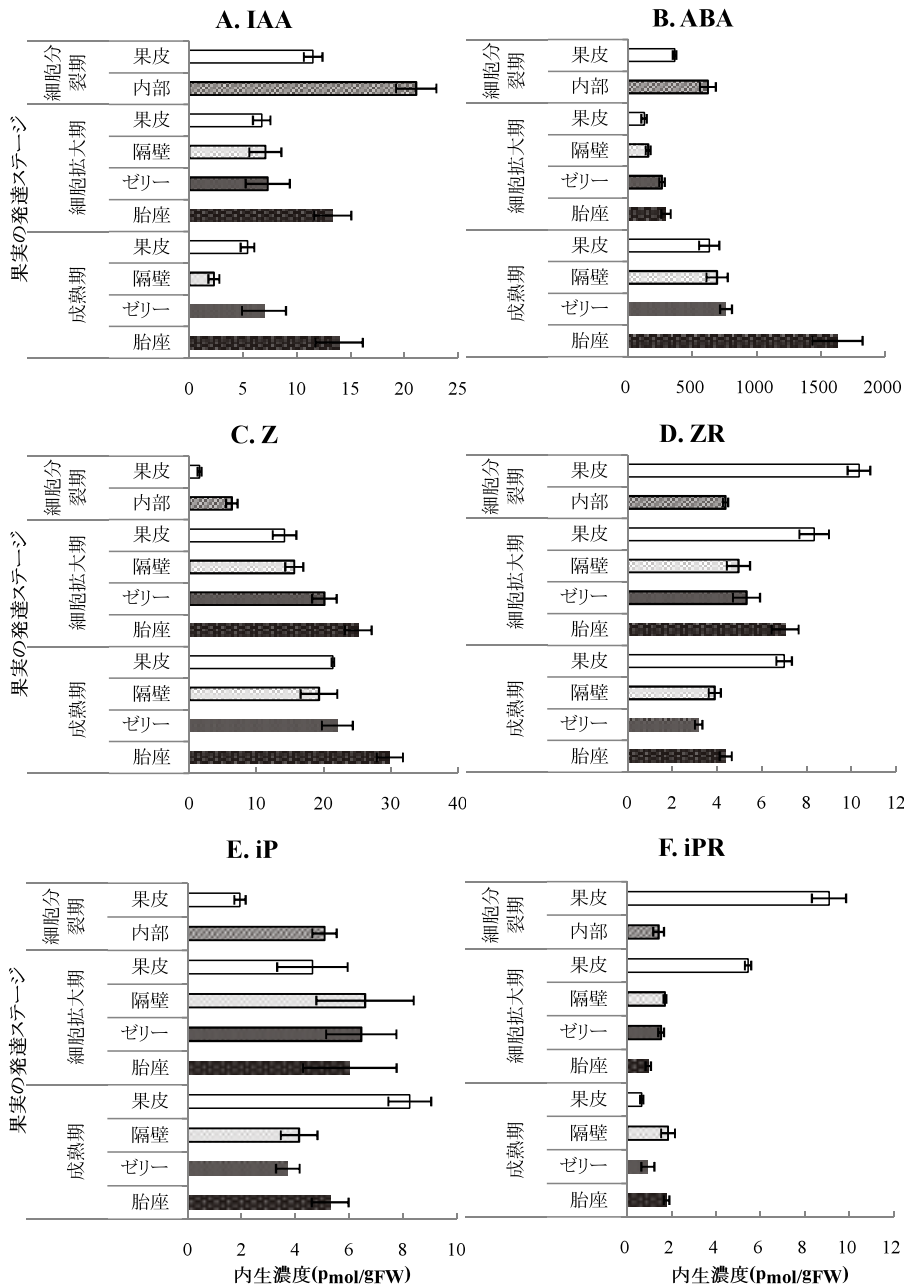 A. IAA
果実の発達ステージ
細胞分
裂期
果皮
内部
細胞拡大期
果皮
隔壁
ゼリー
胎座
成熟期
果皮
隔壁
ゼリー
胎座
0 5 10 15 20 25
B. ABA
細胞分
裂期
果皮
内部
細胞拡大期
果皮
隔壁
ゼリー
胎座
成熟期
果皮
隔壁
ゼリー
胎座
0 500 1000 1500 2000
C. Z
果実の発達ステージ
細胞分
裂期
果皮
内部
細胞拡大期
果皮
隔壁
ゼリー
胎座
成熟期
果皮
隔壁
ゼリー
胎座
0 10 20 30 40
D. ZR
細胞分
裂期
果皮
内部
細胞拡大期
果皮
隔壁
ゼリー
胎座
成熟期
果皮
隔壁
ゼリー
胎座
0 2 4 6 8 10 12
E. iP
果実の発達ステージ
細胞分
裂期
果皮
内部
細胞拡大期
果皮
隔壁
ゼリー
胎座
成熟期
果皮
隔壁
ゼリー
胎座
0 2 4 6 8 10
内生濃度(pmol/gFW)
F. iPR
細胞分
裂期
果皮
内部
細胞拡大期
果皮
隔壁
ゼリー
胎座
成熟期
果皮
隔壁
ゼリー
胎座
0 2 4 6 8 10 12
内生濃度(pmol/gFW)